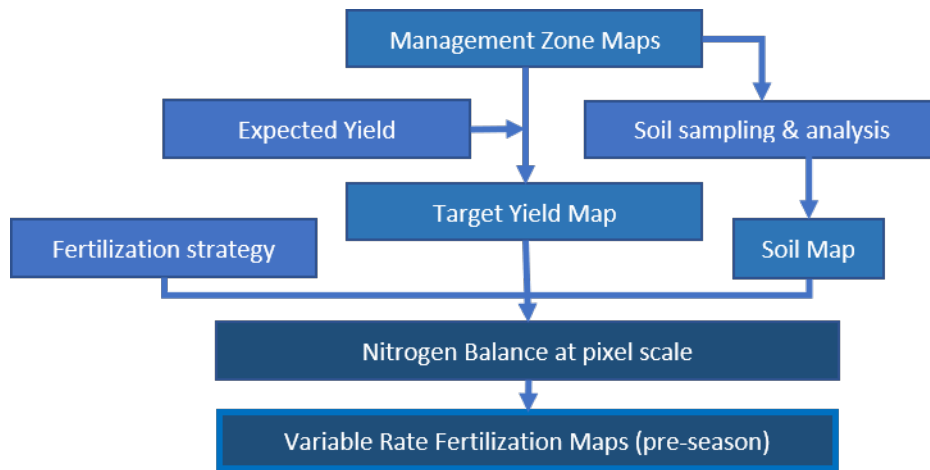 Management Zone Maps
Expected Yield
Soil sampling & analysis
Target Yield Map
Fertilization strategy
Soil Map
Nitrogen Balance at pixel scale
Variable Rate Fertilization Maps (pre-season)